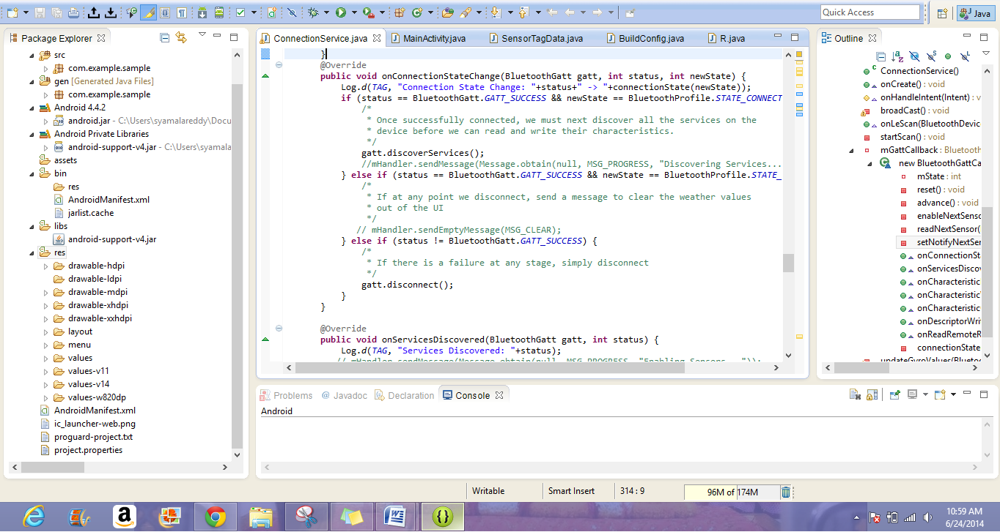 Quick Access
Java
Package Explorer
src
com.example.sample
gen [Generated Java Files]
com.example.sample
Android 4.4.2
android.jar - C:\Users\syamalareddy\Docu
Android Private Libraries
android-support-v4.jar - C:\Users\syamala
assets
bin
res
AndroidManifest.xml
jarlist.cache
libs
android-support-v4.jar
res
drawable-hdpi
drawable-ldpi
drawable-mdpi
drawable-xhdpi
drawable-xxhdpi
layout
menu
values
values-v11
values-v14
values-w820dp
AndroidManifest.xml
ic_launcher-web.png
proguard-project.txt
project.properties
ConnectionService.java
MainActivity.java
SensorTagData.java
BuildConfig.java
R.java
}
@Override
public void onConnectionStateChange(BluetoothGatt gatt, int status, int newState) {
Log.d(TAG, "Connection State Change: "+status+" -> "+connectionState(newState));
if (status == BluetoothGatt.GATT_SUCCESS && newState == BluetoothProfile.STATE_CONNECT
/*
* Once successfully connected, we must next discover all the services on the
* device before we can read and write their characteristics.
*/
gatt.discoverServices();
//mHandler.sendMessage(Message.obtain(null, MSG_PROGRESS, "Discovering Services...
} else if (status == BluetoothGatt.GATT_SUCCESS && newState == BluetoothProfile.STATE_
/*
* If at any point we disconnect, send a message to clear the weather values
* out of the UI
*/
// mHandler.sendEmptyMessage(MSG_CLEAR);
} else if (status != BluetoothGatt.GATT_SUCCESS) {
/*
* If there is a failure at any stage, simply disconnect
*/
gatt.disconnect();
}
}
@Override
public void onServicesDiscovered(BluetoothGatt gatt, int status) {
Log.d(TAG, "Services Discovered: "+status);
// mHandler.sendMessage(Message.obtain(null, MSG_PROGRESS, "Enabling Sensors..."));
Outline
ConnectionService()
onCreate() : void
onHandleIntent(Intent) : v
broadCast() : void
onLeScan(BluetoothDevic
startScan() : void
mGattCallback : Bluetooth
new BluetoothGattCa
mState : int
reset() : void
advance() : void
enableNextSenso
readNextSensor(
setNotifyNextSer
onConnectionSt
onServicesDiscov
onCharacteristic
onCharacteristic
onCharacteristic
onDescriptorWri
onReadRemoteR
connectionState
updateGyroValues(Blueto
Problems
@ Javadoc
Declaration
Console
Android
Writable
Smart Insert
314 : 9
96M of 174M
10:59 AM
6/24/2014